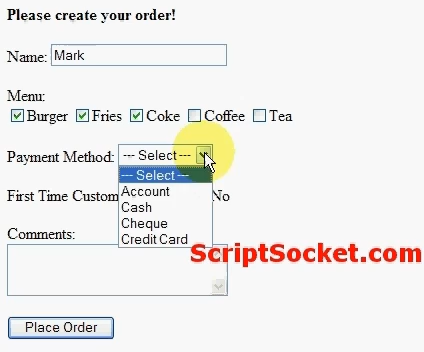 Please create your order!
Name: Mark
Menu:
Burger Fries Coke Coffee Tea
Payment Method: --- Select ---
--- Select ---
Account
Cash
Cheque
Credit Card
First Time Custom No
Comments:
ScriptSocket.com
Place Order